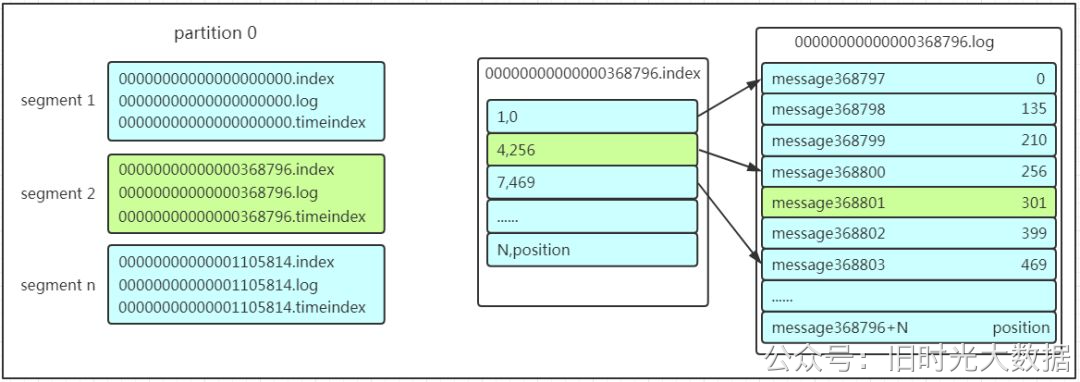 partition 0
segment 1
00000000000000000000.index
00000000000000000000.log
00000000000000000000.timeindex
segment 2
00000000000000368796.index
00000000000000368796.log
00000000000000368796.timeindex
segment n
00000000000001105814.index
00000000000001105814.log
00000000000001105814.timeindex
00000000000000368796.index
1,0
4,256
7,469
......
N,position
00000000000000368796.log
message368797 0
message368798 135
message368799 210
message368800 256
message368801 301
message368802 399
message368803 469
......
message368796+N position
公众号：旧时光大数据